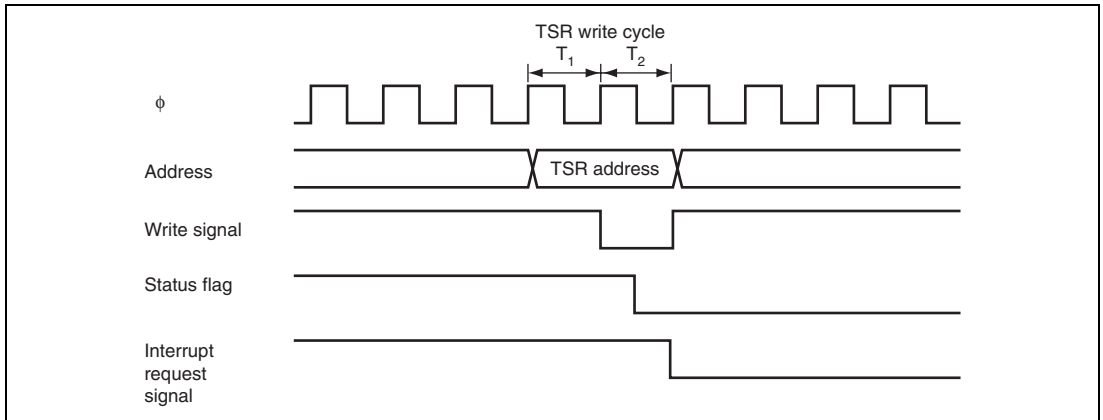 TSR write cycle
T1 T2
ϕ
Address
TSR address
Write signal
Status flag
Interrupt
request
signal